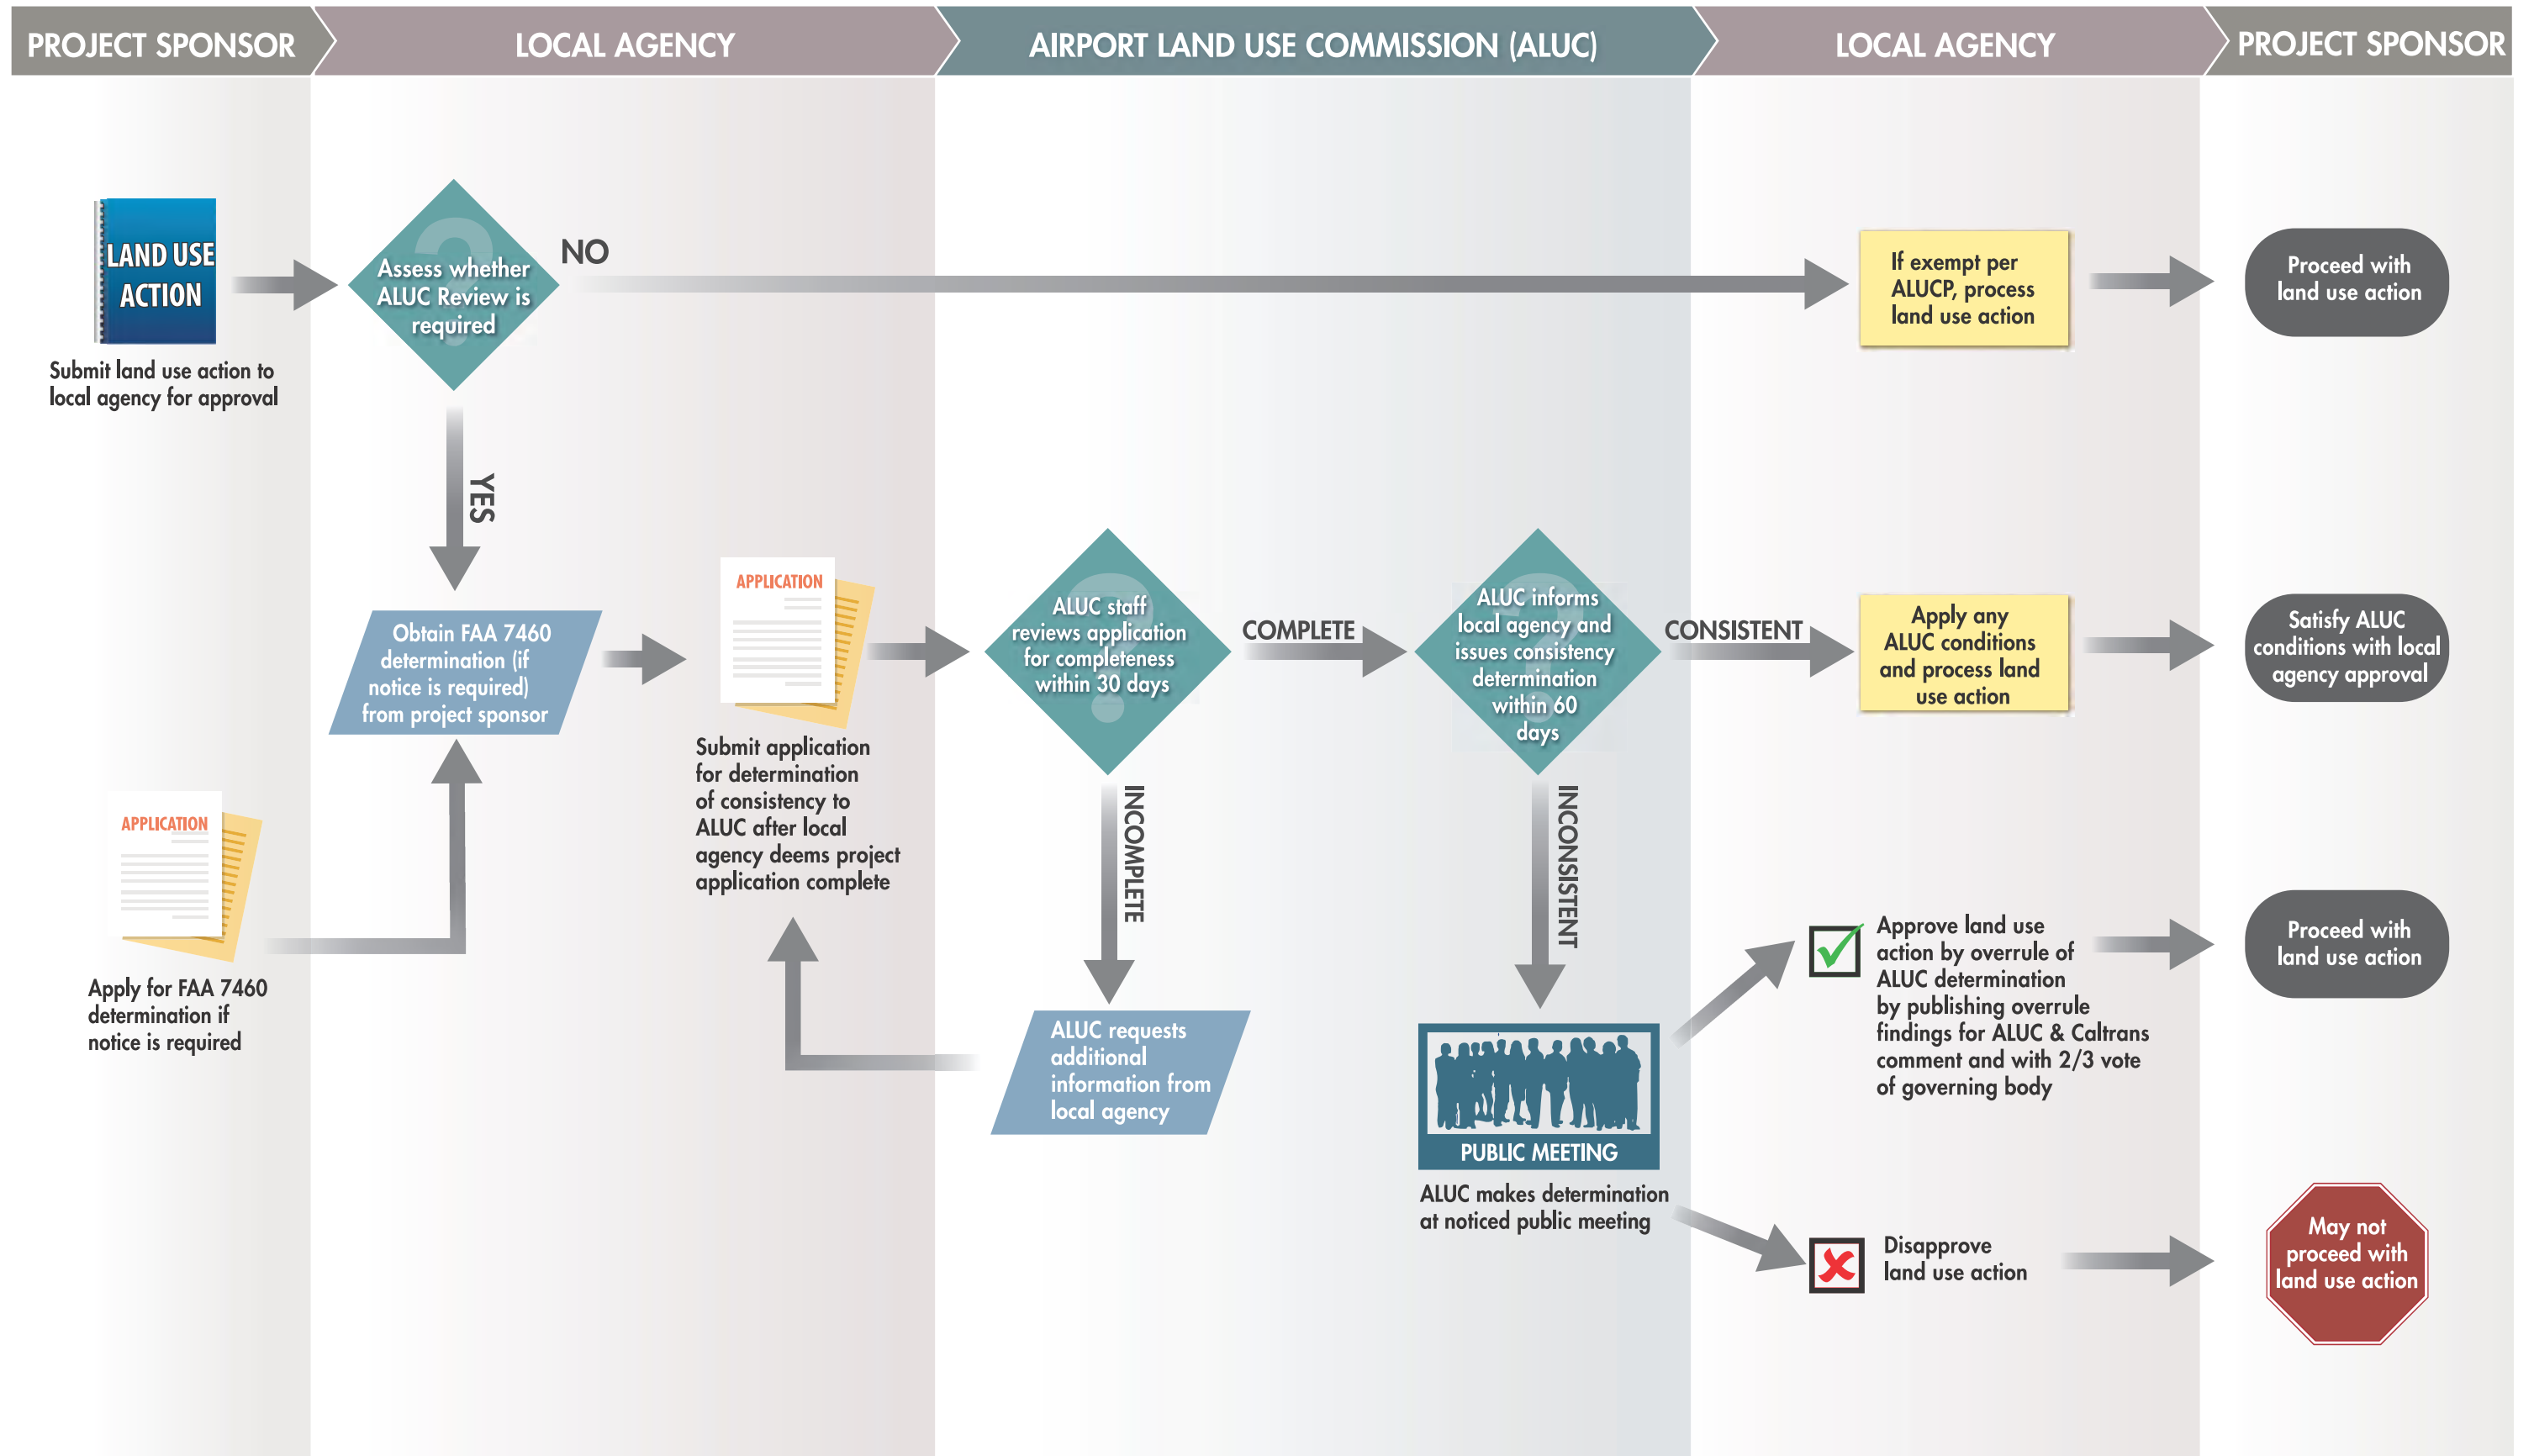 PROJECT SPONSOR
LOCAL AGENCY
AIRPORT LAND USE COMMISSION (ALUC)
LOCAL AGENCY
PROJECT SPONSOR
LAND USE
ACTION
Submit land use action to
local agency for approval
Assess whether
ALUC Review is
required
NO
If exempt per
ALUCP, process
land use action
Proceed with
land use action
YES
Obtain FAA 7460
determination (if
notice is required)
from project sponsor
APPLICATION
Submit application
for determination
of consistency to
ALUC after local
agency deems project
application complete
ALUC staff
reviews application
for completeness
within 30 days
COMPLETE
ALUC informs
local agency and
issues consistency
determination
within 60
days
CONSISTENT
Apply any
ALUC conditions
and process land
use action
Satisfy ALUC
conditions with local
agency approval
APPLICATION
Apply for FAA 7460
determination if
notice is required
INCOMPLETE
ALUC requests
additional
information from
local agency
INCONSISTENT
PUBLIC MEETING
ALUC makes determination
at noticed public meeting
Approve land use
action by overrule of
ALUC determination
by publishing overrule
findings for ALUC & Caltrans
comment and with 2/3 vote
of governing body
Proceed with
land use action
Disapprove
land use action
May not
proceed with
land use action